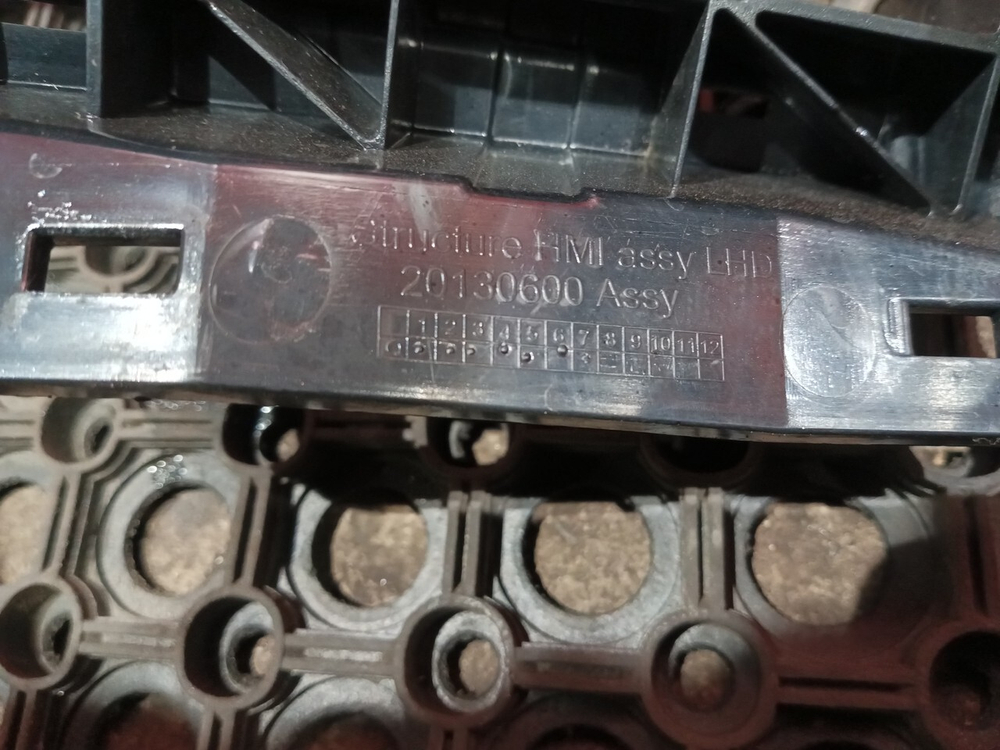 Structure HMI assy LHD
20130600 Assy
1 2 3 4 5 6 7 8 9 10 11 12